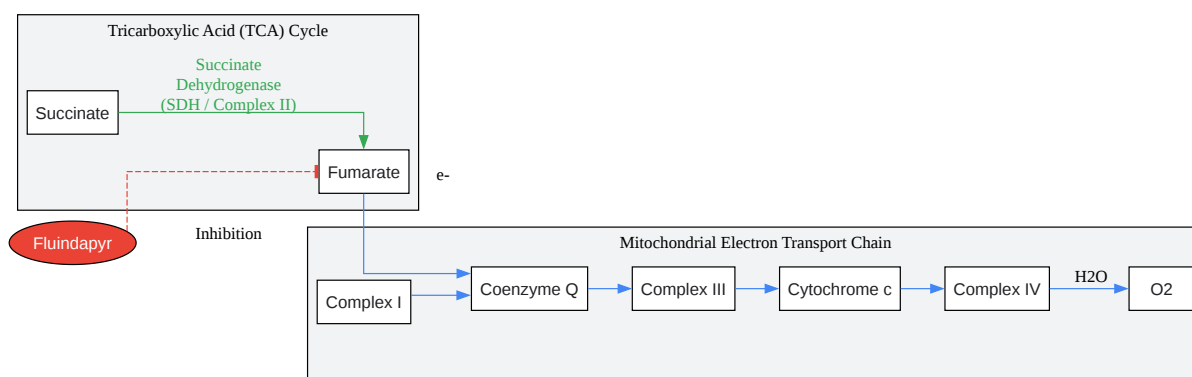 Tricarboxylic Acid (TCA) Cycle
Succinate
Dehydrogenase
(SDH / Complex II)
Succinate
Fumarate
e-
Fluindapyr
Inhibition
Mitochondrial Electron Transport Chain
Complex I
Coenzyme Q
Complex III
Cytochrome c
Complex IV
H2O
O2